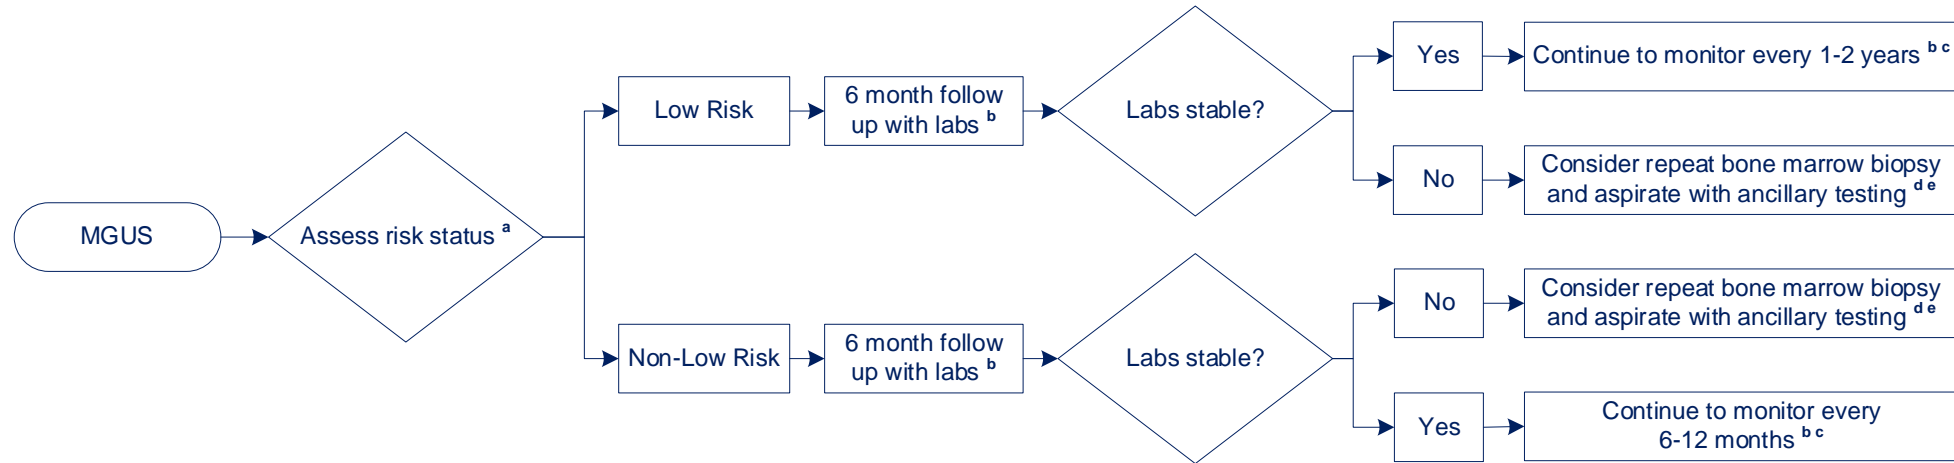 MGUS
Assess risk status a
Low Risk
6 month follow
up with labs b
Labs stable?
Yes
Continue to monitor every 1-2 years b c
No
Consider repeat bone marrow biopsy
and aspirate with ancillary testing d e
Non-Low Risk
6 month follow
up with labs b
Labs stable?
No
Consider repeat bone marrow biopsy
and aspirate with ancillary testing d e
Yes
Continue to monitor every
6-12 months b c